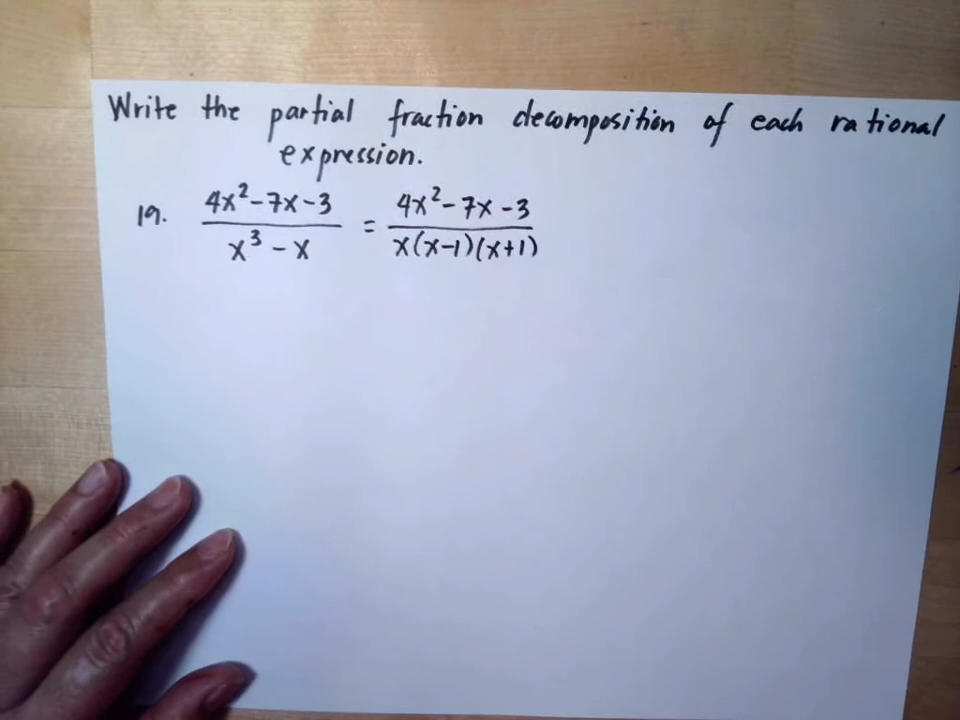 Write the partial fraction decomposition of each rational
expression.
19. (4x² - 7x - 3)/(x³ - x) = (4x² - 7x - 3)/(x(x-1)(x+1))